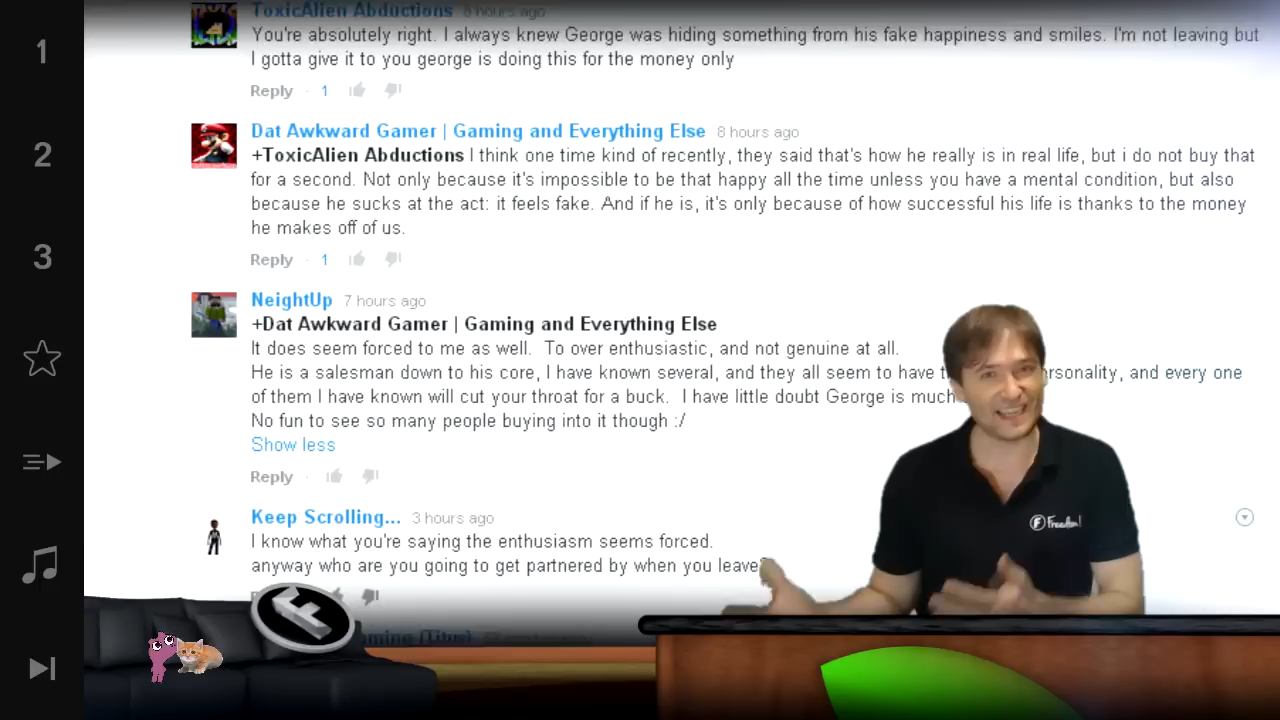 1
2
3
ToxicAlien Abductions 8 hours ago
You're absolutely right. I always knew George was hiding something from his fake happiness and smiles. I'm not leaving but
I gotta give it to you george is doing this for the money only
Reply · 1
Dat Awkward Gamer | Gaming and Everything Else 8 hours ago
+ToxicAlien Abductions I think one time kind of recently, they said that's how he really is in real life, but i do not buy that
for a second. Not only because it's impossible to be that happy all the time unless you have a mental condition, but also
because he sucks at the act: it feels fake. And if he is, it's only because of how successful his life is thanks to the money
he makes off of us.
Reply · 1
NeightUp 7 hours ago
+Dat Awkward Gamer | Gaming and Everything Else
It does seem forced to me as well. To over enthusiastic, and not genuine at all.
He is a salesman down to his core, I have known several, and they all seem to have and every one
of them I have known will cut your throat for a buck. I have little doubt George is much
No fun to see so many people buying into it though :/
Show less
Reply ·
Keep Scrolling... 3 hours ago
I know what you're saying the enthusiasm seems forced.
anyway who are you going to get partnered by when you leave?
F Freedom!
F